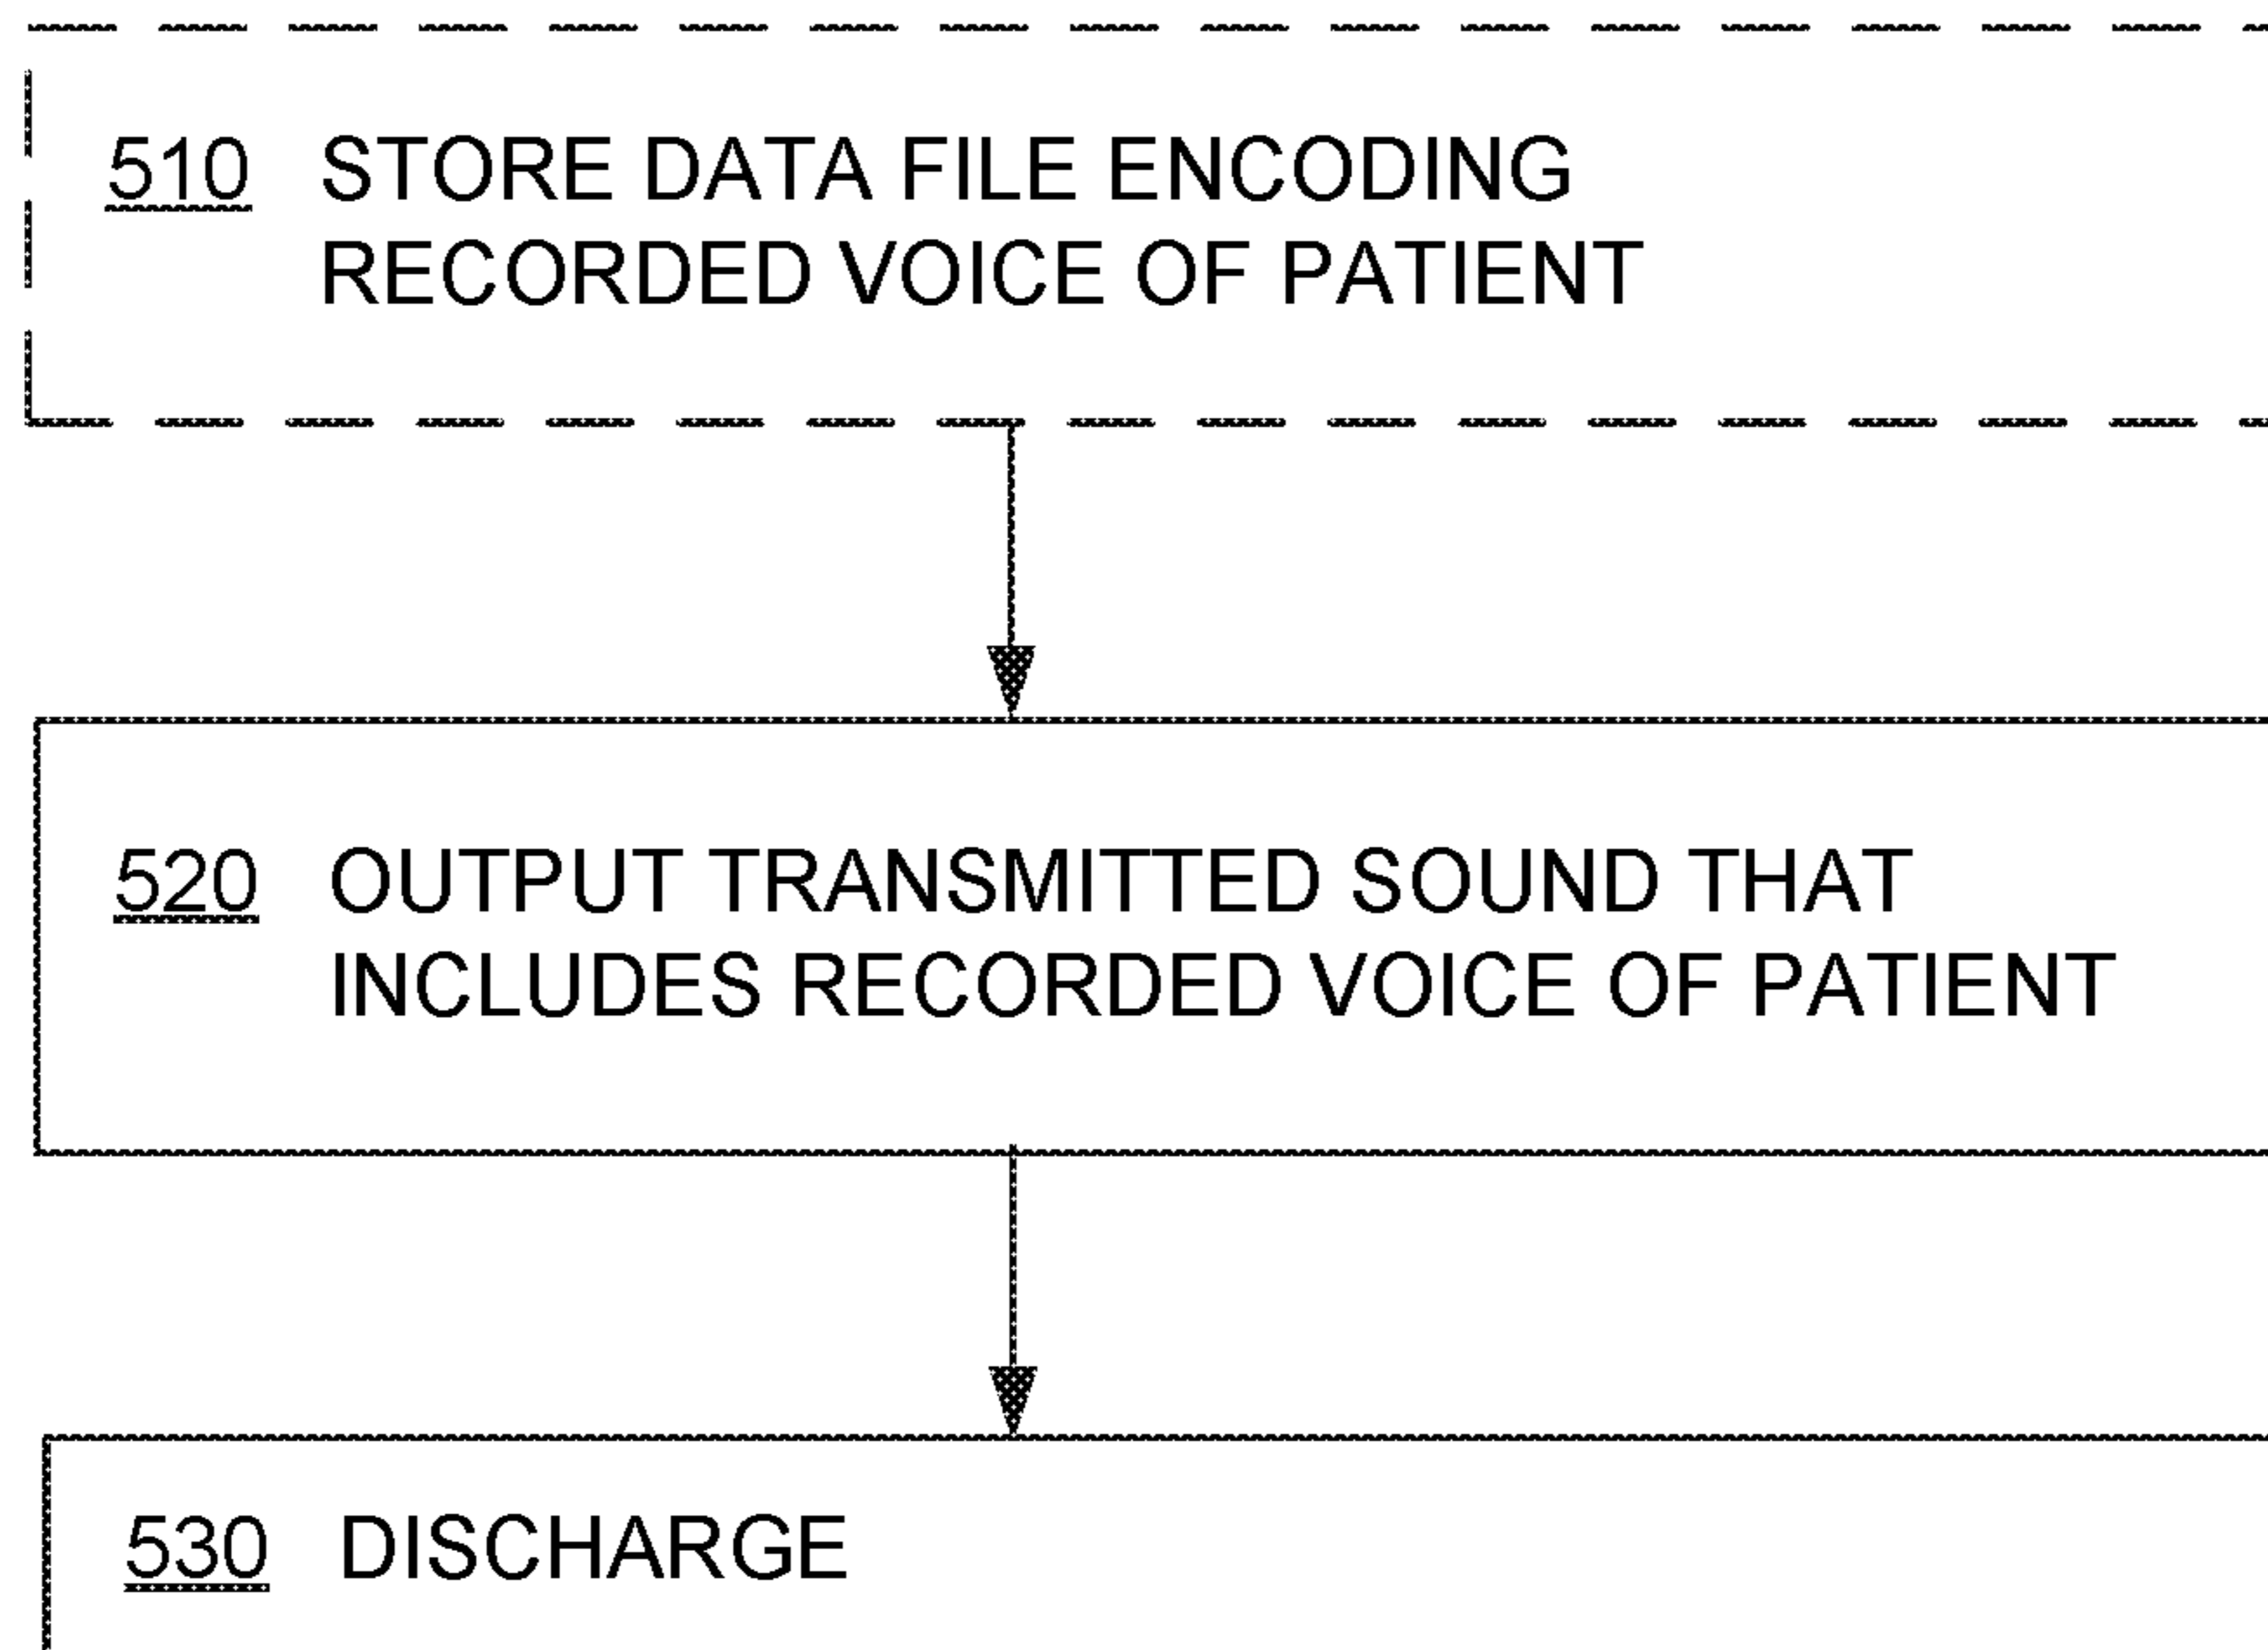 510 STORE DATA FILE ENCODING
RECORDED VOICE OF PATIENT
520 OUTPUT TRANSMITTED SOUND THAT
INCLUDES RECORDED VOICE OF PATIENT
530 DISCHARGE